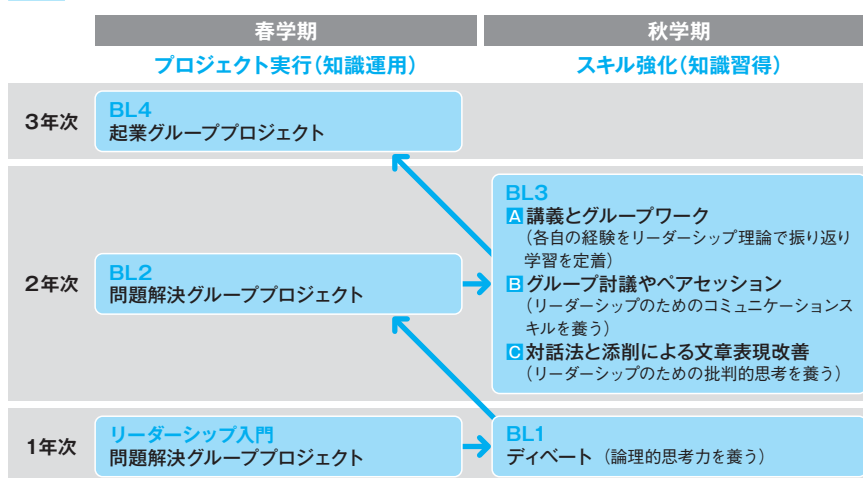 春学期
秋学期
プロジェクト実行(知識運用)
スキル強化(知識習得)
3年次
BL4
起業グループプロジェクト
2年次
BL2
問題解決グループプロジェクト
BL3
A 講義とグループワーク
(各自の経験をリーダーシップ理論で振り返り
学習を定着)
B グループ討議やペアセッション
(リーダーシップのためのコミュニケーションス
キルを養う)
C 対話法と添削による文章表現改善
(リーダーシップのための批判的思考を養う)
1年次
リーダーシップ入門
問題解決グループプロジェクト
BL1
ディベート(論理的思考力を養う)